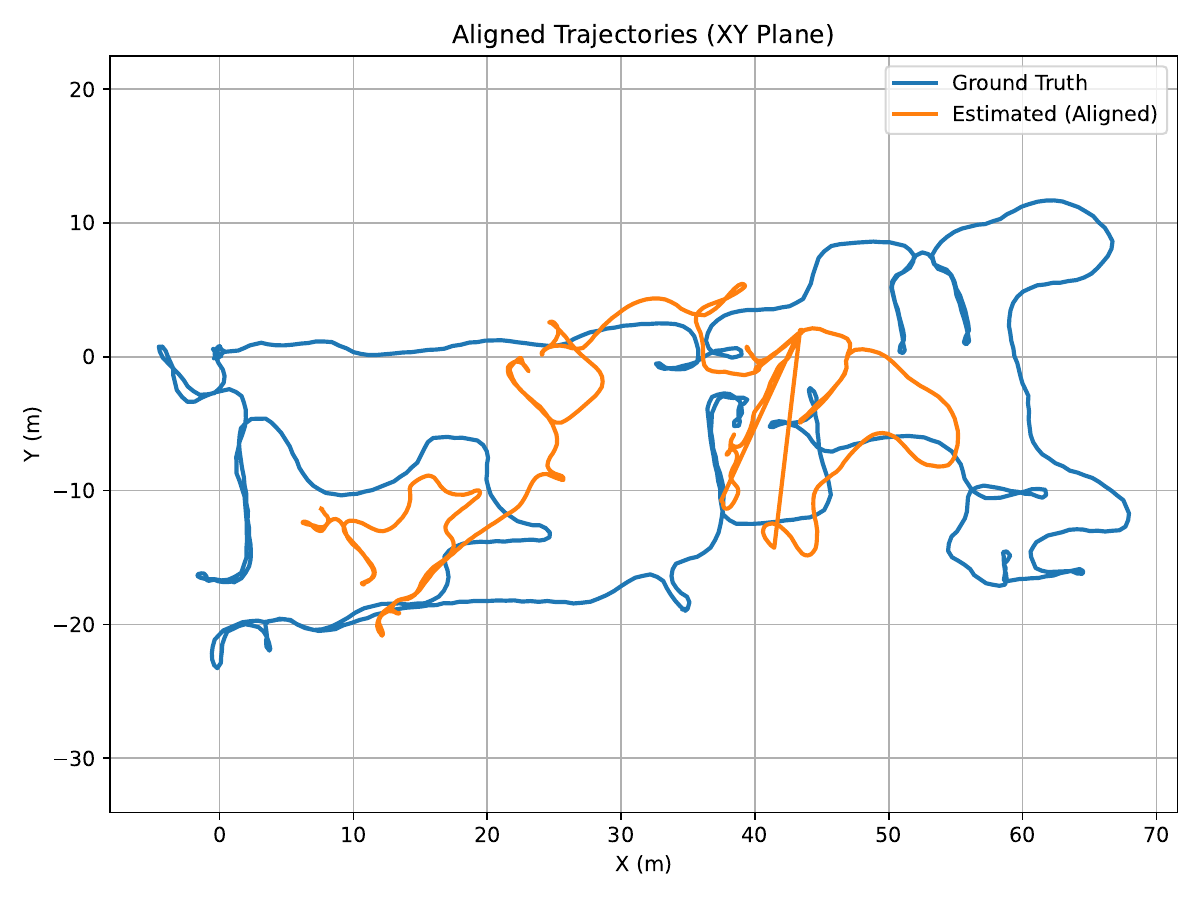 Aligned Trajectories (XY Plane)
Ground Truth
Estimated (Aligned)
Y (m)
20
10
0
−10
−20
−30
0 10 20 30 40 50 60 70
X (m)